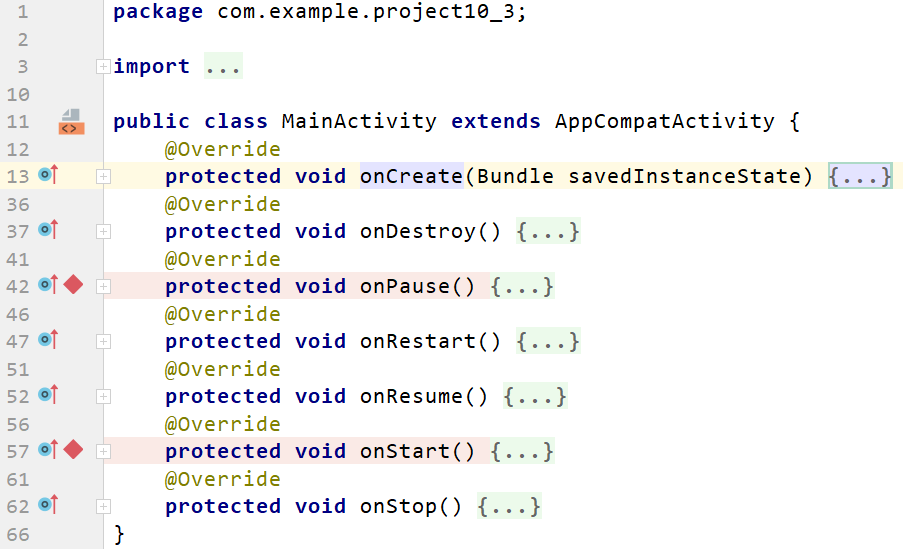 1 package com.example.project10_3;
2
3 import ...
10
11 public class MainActivity extends AppCompatActivity {
12 @Override
13 protected void onCreate(Bundle savedInstanceState) {...}
36 @Override
37 protected void onDestroy() {...}
41 @Override
42 protected void onPause() {...}
46 @Override
47 protected void onRestart() {...}
51 @Override
52 protected void onResume() {...}
56 @Override
57 protected void onStart() {...}
61 @Override
62 protected void onStop() {...}
66 }